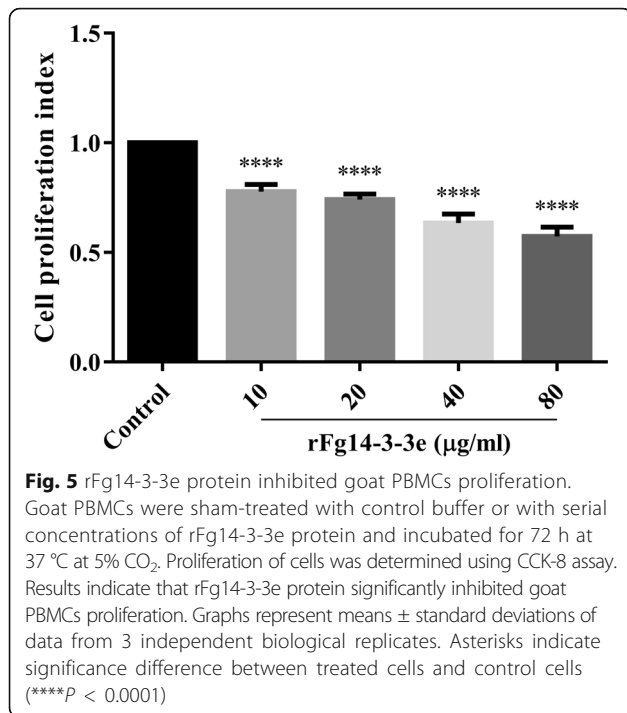 1.5
1.0
0.5
0.0
Cell proliferation index
****
****
****
****
Control
10
20
40
80
rFg14-3-3e (μg/ml)
Fig. 5 rFg14-3-3e protein inhibited goat PBMCs proliferation.
Goat PBMCs were sham-treated with control buffer or with serial
concentrations of rFg14-3-3e protein and incubated for 72 h at
37 °C at 5% CO₂. Proliferation of cells was determined using CCK-8 assay.
Results indicate that rFg14-3-3e protein significantly inhibited goat
PBMCs proliferation. Graphs represent means ± standard deviations of
data from 3 independent biological replicates. Asterisks indicate
significance difference between treated cells and control cells
(****P < 0.0001)